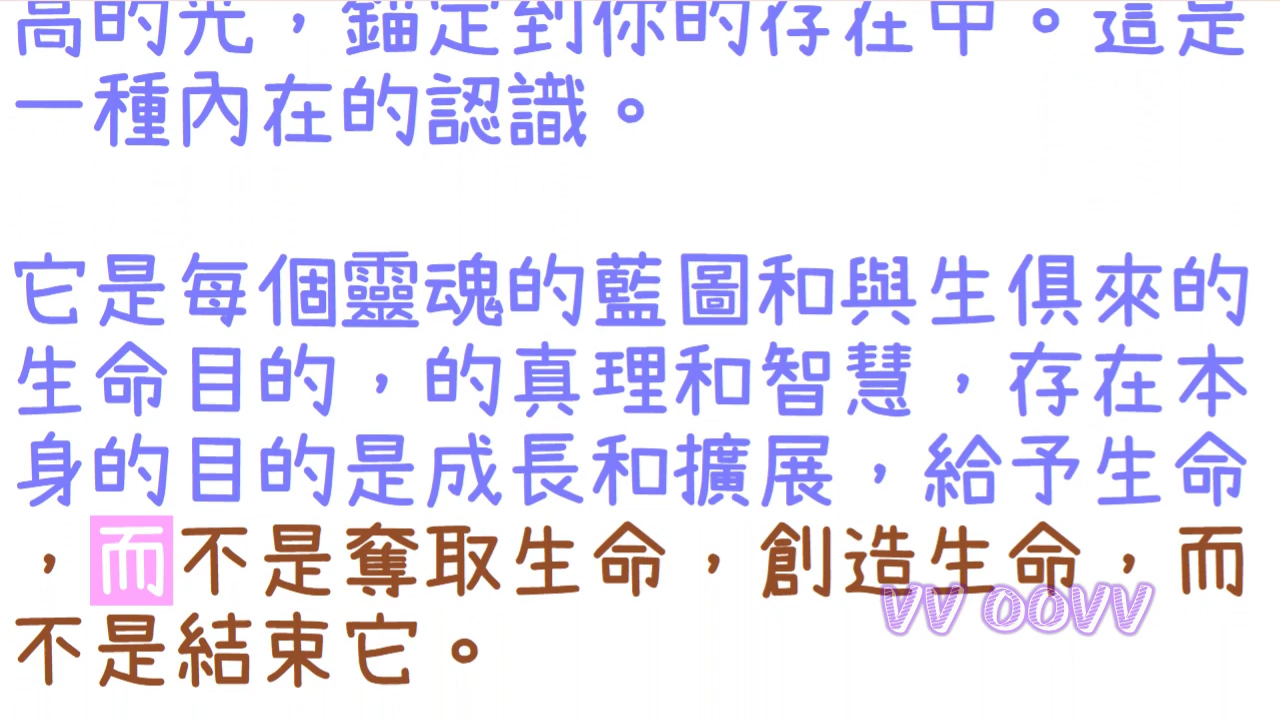 高的光，錨定到你的存在中。這是
一種內在的認識。
它是每個靈魂的藍圖和與生俱來的
生命目的，的真理和智慧，存在本
身的目的是成長和擴展，給予生命
，而不是奪取生命，創造生命，而
不是結束它。
vv oovv